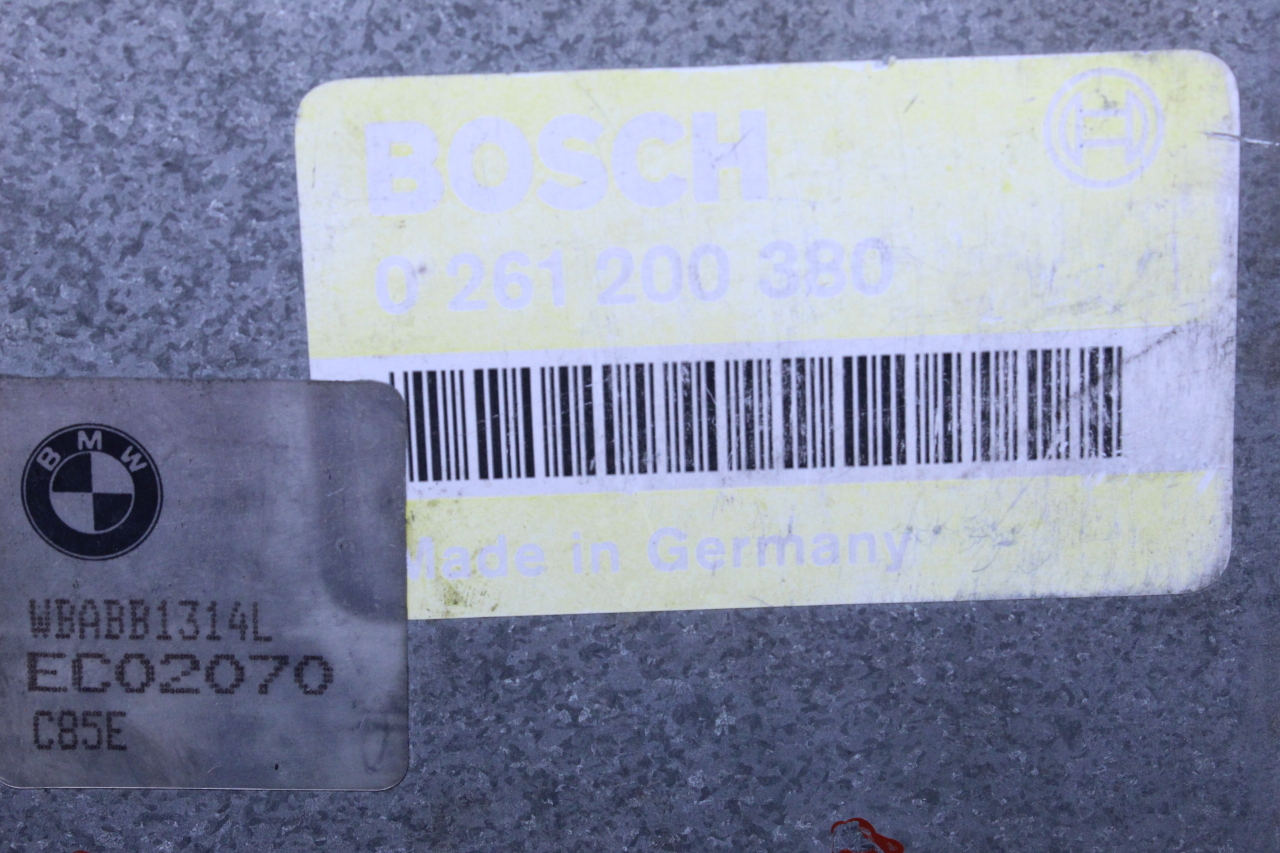 BOSCH
0 261 200 380
Made in Germany
BMW
WBABB1314L
EC02070
C85E